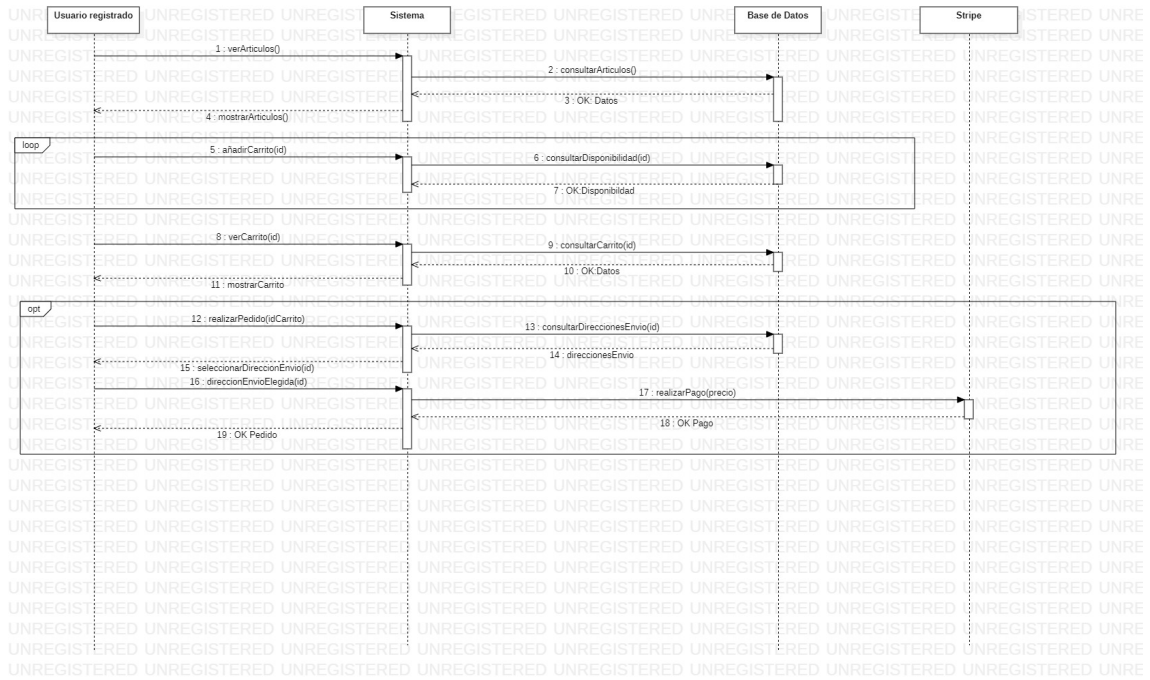 Usuario registrado
Sistema
Base de Datos
Stripe
1 : verArticulos()
2 : consultarArticulos()
3 : OK: Datos
4 : mostrarArticulos()
loop
5 : añadirCarrito(id)
6 : consultarDisponibilidad(id)
7 : OK:Disponibildad
8 : verCarrito(id)
9 : consultarCarrito(id)
10 : OK:Datos
11 : mostrarCarrito
opt
12 : realizarPedido(idCarrito)
13 : consultarDireccionesEnvio(id)
14 : direccionesEnvio
15 : seleccionarDireccionEnvio(id)
16 : direccionEnvioElegida(id)
17 : realizarPago(precio)
18 : OK Pago
19 : OK Pedido
UNREGISTERED